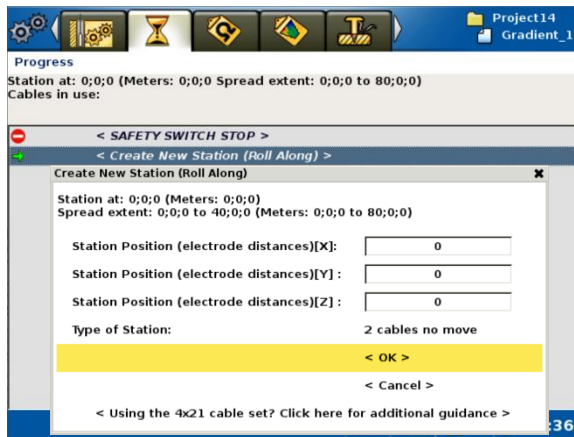 Project14
Gradient_1
Progress
Station at: 0;0;0 (Meters: 0;0;0 Spread extent: 0;0;0 to 80;0;0)
Cables in use:
< SAFETY SWITCH STOP >
< Create New Station (Roll Along) >
Create New Station (Roll Along)
Station at: 0;0;0 (Meters: 0;0;0)
Spread extent: 0;0;0 to 40;0;0 (Meters: 0;0;0 to 80;0;0)
Station Position (electrode distances)[X]: 0
Station Position (electrode distances)[Y] : 0
Station Position (electrode distances)[Z] : 0
Type of Station: 2 cables no move
< OK >
< Cancel >
< Using the 4x21 cable set? Click here for additional guidance >
:36